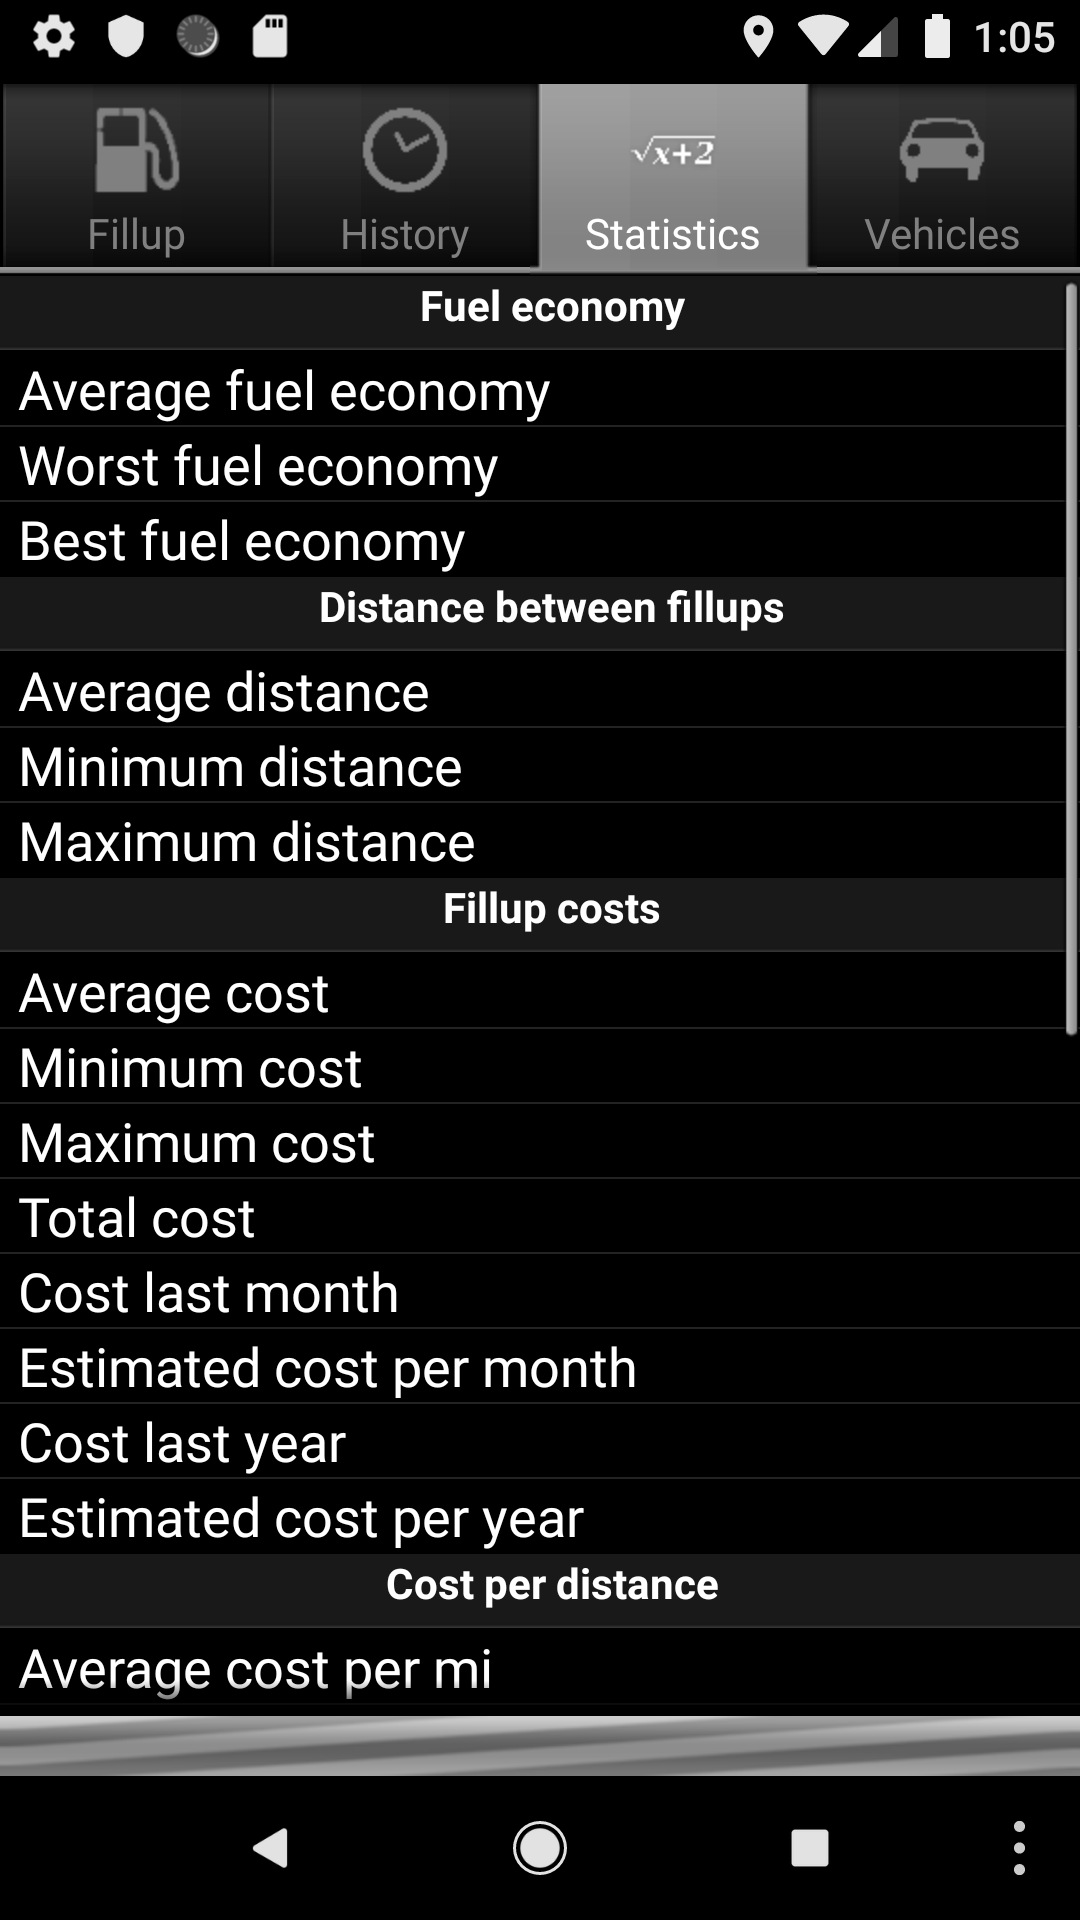 1:05
Fillup
History
√x+2
Statistics
Vehicles
Fuel economy
Average fuel economy
Worst fuel economy
Best fuel economy
Distance between fillups
Average distance
Minimum distance
Maximum distance
Fillup costs
Average cost
Minimum cost
Maximum cost
Total cost
Cost last month
Estimated cost per month
Cost last year
Estimated cost per year
Cost per distance
Average cost per mi